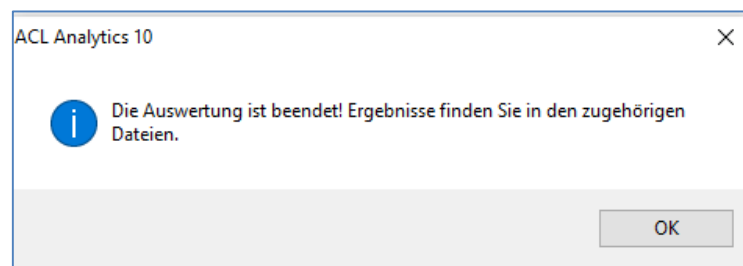 ACL Analytics 10
Die Auswertung ist beendet! Ergebnisse finden Sie in den zugehörigen
Dateien.
OK